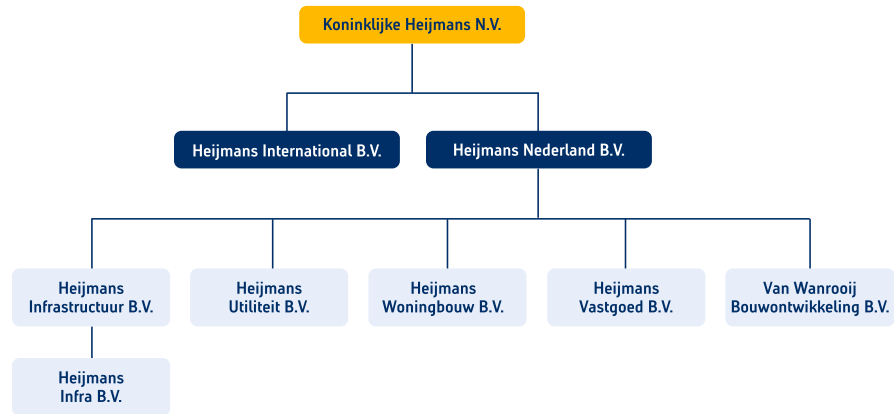 Koninklijke Heijmans N.V.
Heijmans International B.V.
Heijmans Nederland B.V.
Heijmans
Infrastructuur B.V.
Heijmans
Utiliteit B.V.
Heijmans
Woningbouw B.V.
Heijmans
Vastgoed B.V.
Van Wanrooij
Bouwontwikkeling B.V.
Heijmans
Infra B.V.